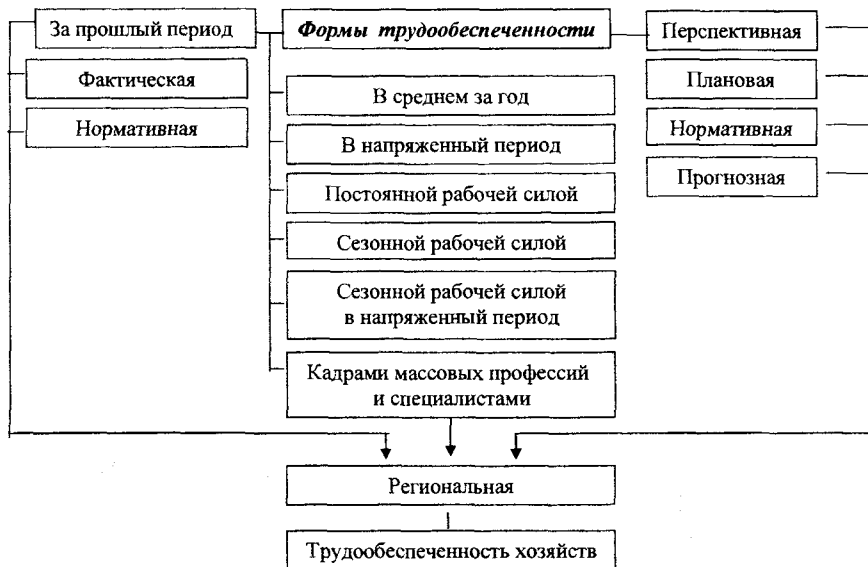 За прошлый период
Формы трудообеспеченности
Перспективная
Фактическая
Нормативная
В среднем за год
В напряженный период
Постоянной рабочей силой
Сезонной рабочей силой
Сезонной рабочей силой
в напряженный период
Кадрами массовых профессий
и специалистами
Плановая
Нормативная
Прогнозная
Региональная
Трудообеспеченность хозяйств